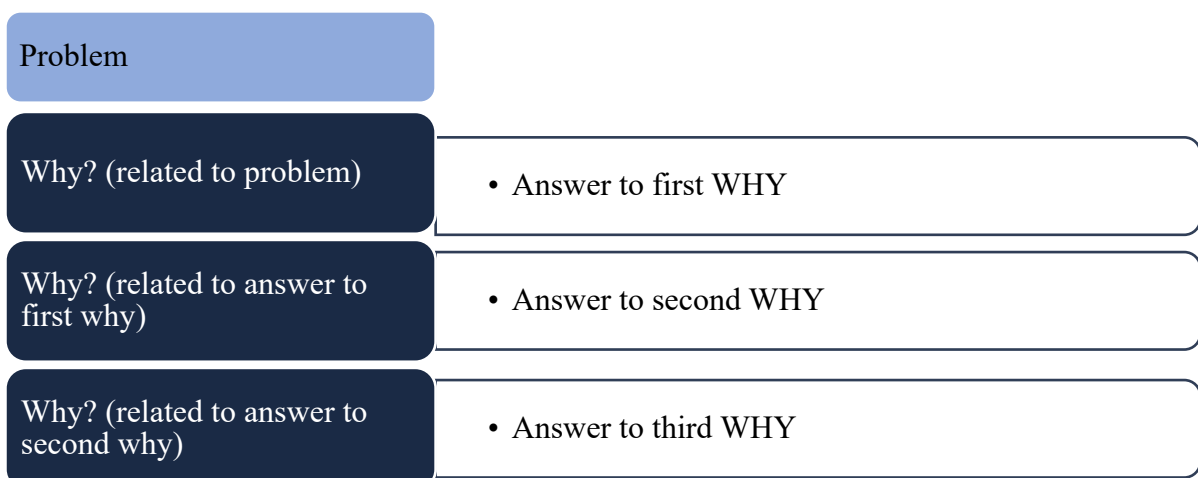 Problem
Why? (related to problem)
• Answer to first WHY
Why? (related to answer to
first why)
• Answer to second WHY
Why? (related to answer to
second why)
• Answer to third WHY